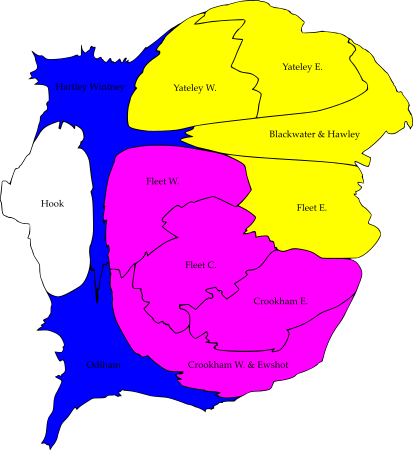 Yateley E.
Hartley Wintney
Yateley W.
Blackwater & Hawley
Fleet W.
Hook
Fleet E.
Fleet C.
Crookham E.
Odiham
Crookham W. & Ewshot